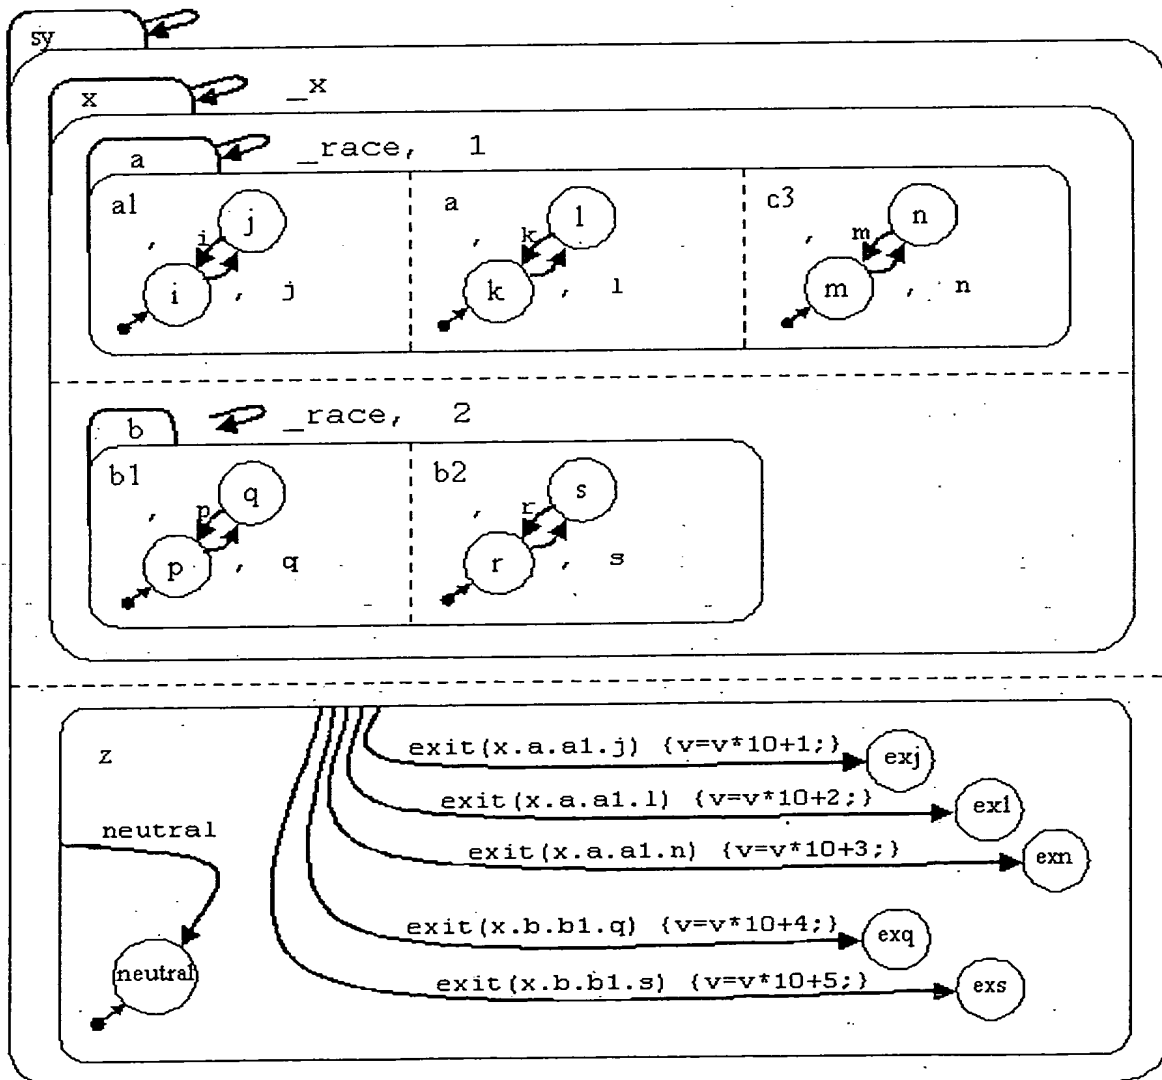 sy
x _x
a _race, 1
a1 a c3
j l n
, i , k , m
i , j k , l m , n
b _race, 2
b1 b2
q s
, p , r
p , q r , s
z
exit(x.a.a1.j) {v=v*10+1;} exj
exit(x.a.a1.l) {v=v*10+2;} exl
neutral
exit(x.a.a1.n) {v=v*10+3;} exn
exit(x.b.b1.q) {v=v*10+4;} exq
neutral
exit(x.b.b1.s) {v=v*10+5;} exs